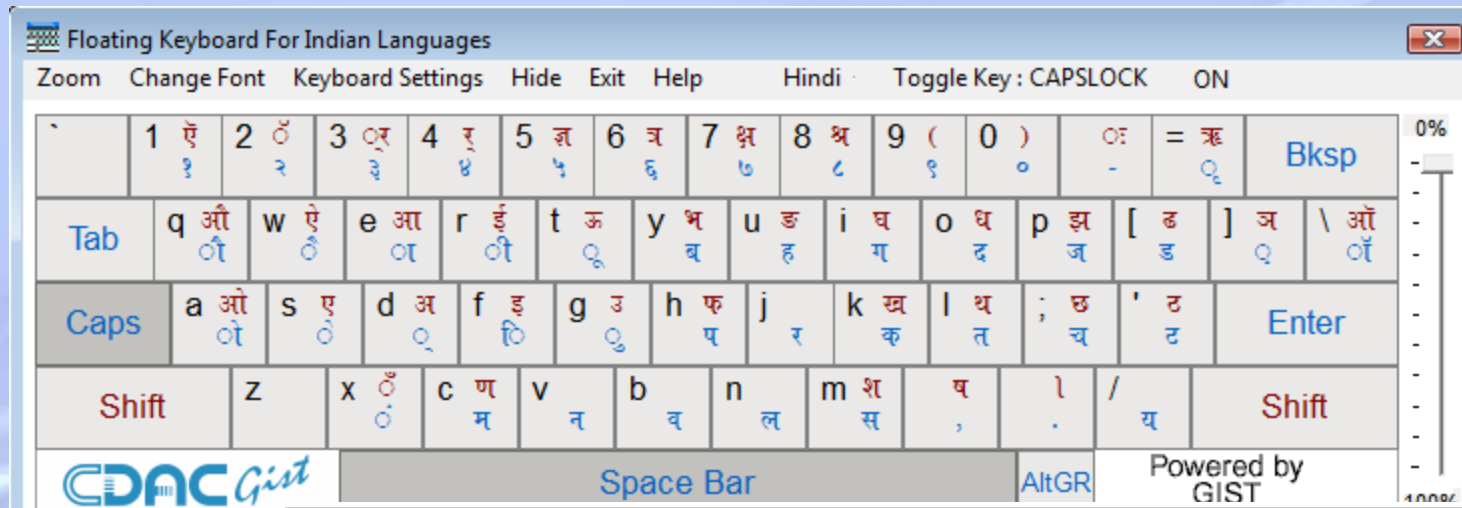 Floating Keyboard For Indian Languages
Zoom Change Font Keyboard Settings Hide Exit Help Hindi Toggle Key : CAPSLOCK ON
` 1 ऍ 2 ॅ 3 ्र 4 र् 5 ज्ञ 6 त्र 7 क्ष 8 श्र 9 ( 0 ) ः = ऋ Bksp 0%
१ २ ३ ४ ५ ६ ७ ८ ९ ० - ृ
Tab q औ w ऐ e आ r ई t ऊ y भ u ङ i घ o ध p झ [ ढ ] ञ \ ऑ
ौ ै ा ी ू ब ह ग द ज ड ़ ॉ
Caps a ओ s ए d अ f इ g उ h फ j k ख l थ ; छ ' ठ Enter
ो े ् ि ु प र क त च ट
Shift z x ँ c ण v b n m श ष । / Shift
ं म न व ल स , . य
CDAC Gist Space Bar AltGR Powered by
GIST 100%